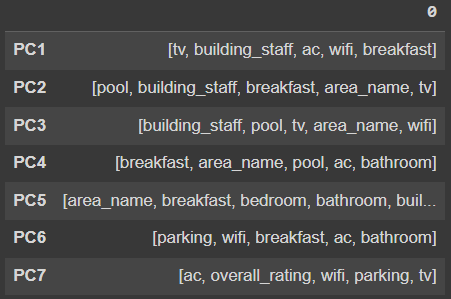 0
PC1 [tv, building_staff, ac, wifi, breakfast]
PC2 [pool, building_staff, breakfast, area_name, tv]
PC3 [building_staff, pool, tv, area_name, wifi]
PC4 [breakfast, area_name, pool, ac, bathroom]
PC5 [area_name, breakfast, bedroom, bathroom, buil...
PC6 [parking, wifi, breakfast, ac, bathroom]
PC7 [ac, overall_rating, wifi, parking, tv]